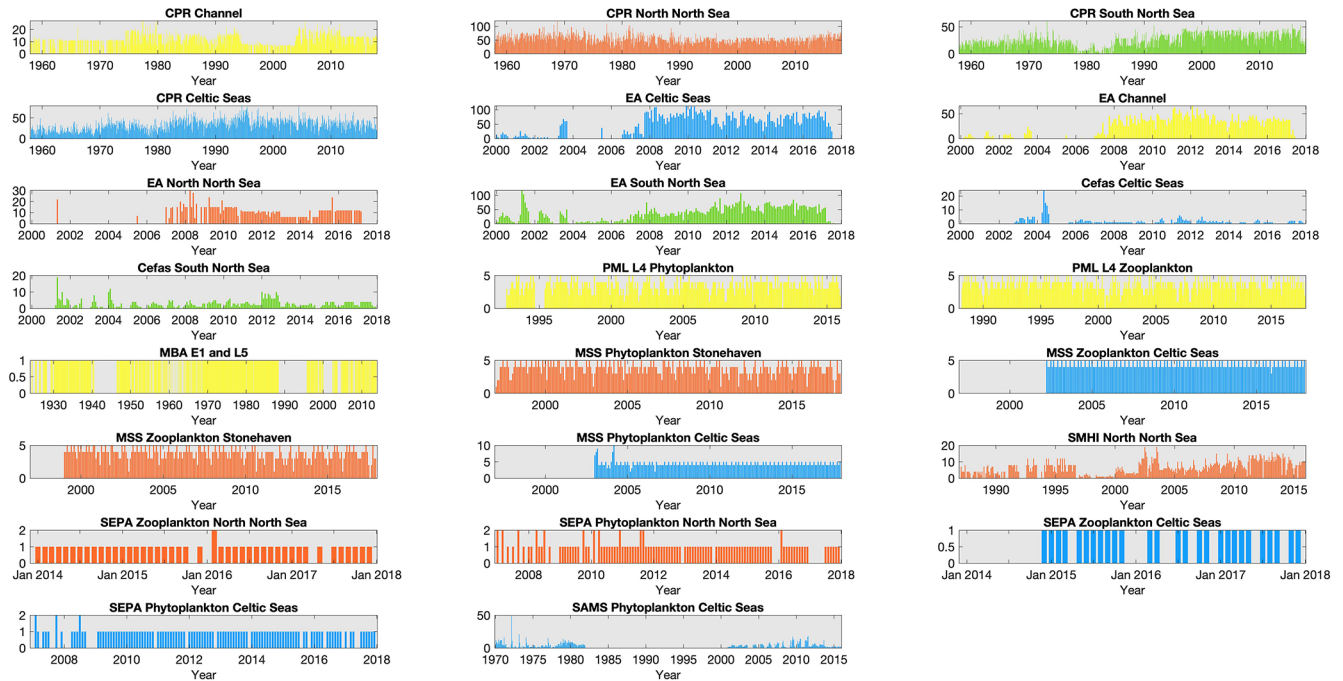 CPR Channel
20
10
0
1960 1970 1980 1990 2000 2010
Year
CPR North North Sea
100
50
0
1960 1970 1980 1990 2000 2010
Year
CPR South North Sea
50
0
1960 1970 1980 1990 2000 2010
Year
CPR Celtic Seas
50
0
1960 1970 1980 1990 2000 2010
Year
EA Celtic Seas
100
50
0
2000 2002 2004 2006 2008 2010 2012 2014 2016 2018
Year
EA Channel
50
0
2000 2002 2004 2006 2008 2010 2012 2014 2016 2018
Year
EA North North Sea
30
20
10
0
2000 2002 2004 2006 2008 2010 2012 2014 2016 2018
Year
EA South North Sea
100
50
0
2000 2002 2004 2006 2008 2010 2012 2014 2016 2018
Year
Cefas Celtic Seas
20
10
0
2000 2002 2004 2006 2008 2010 2012 2014 2016 2018
Year
Cefas South North Sea
20
10
0
2000 2002 2004 2006 2008 2010 2012 2014 2016 2018
Year
PML L4 Phytoplankton
5
0
1995 2000 2005 2010 2015
Year
PML L4 Zooplankton
5
0
1990 1995 2000 2005 2010 2015
Year
MBA E1 and L5
1
0.5
0
1930 1940 1950 1960 1970 1980 1990 2000 2010
Year
MSS Phytoplankton Stonehaven
5
0
2000 2005 2010 2015
Year
MSS Zooplankton Celtic Seas
5
0
2000 2005 2010 2015
Year
MSS Zooplankton Stonehaven
5
0
2000 2005 2010 2015
Year
MSS Phytoplankton Celtic Seas
10
5
0
2000 2005 2010 2015
Year
SMHI North North Sea
20
10
0
1990 1995 2000 2005 2010 2015
Year
SEPA Zooplankton North North Sea
2
1
0
Jan 2014 Jan 2015 Jan 2016 Jan 2017 Jan 2018
Year
SEPA Phytoplankton North North Sea
2
1
0
2008 2010 2012 2014 2016 2018
Year
SEPA Zooplankton Celtic Seas
1
0.5
0
Jan 2014 Jan 2015 Jan 2016 Jan 2017 Jan 2018
Year
SEPA Phytoplankton Celtic Seas
2
1
0
2008 2010 2012 2014 2016 2018
Year
SAMS Phytoplankton Celtic Seas
50
0
1970 1975 1980 1985 1990 1995 2000 2005 2010 2015
Year